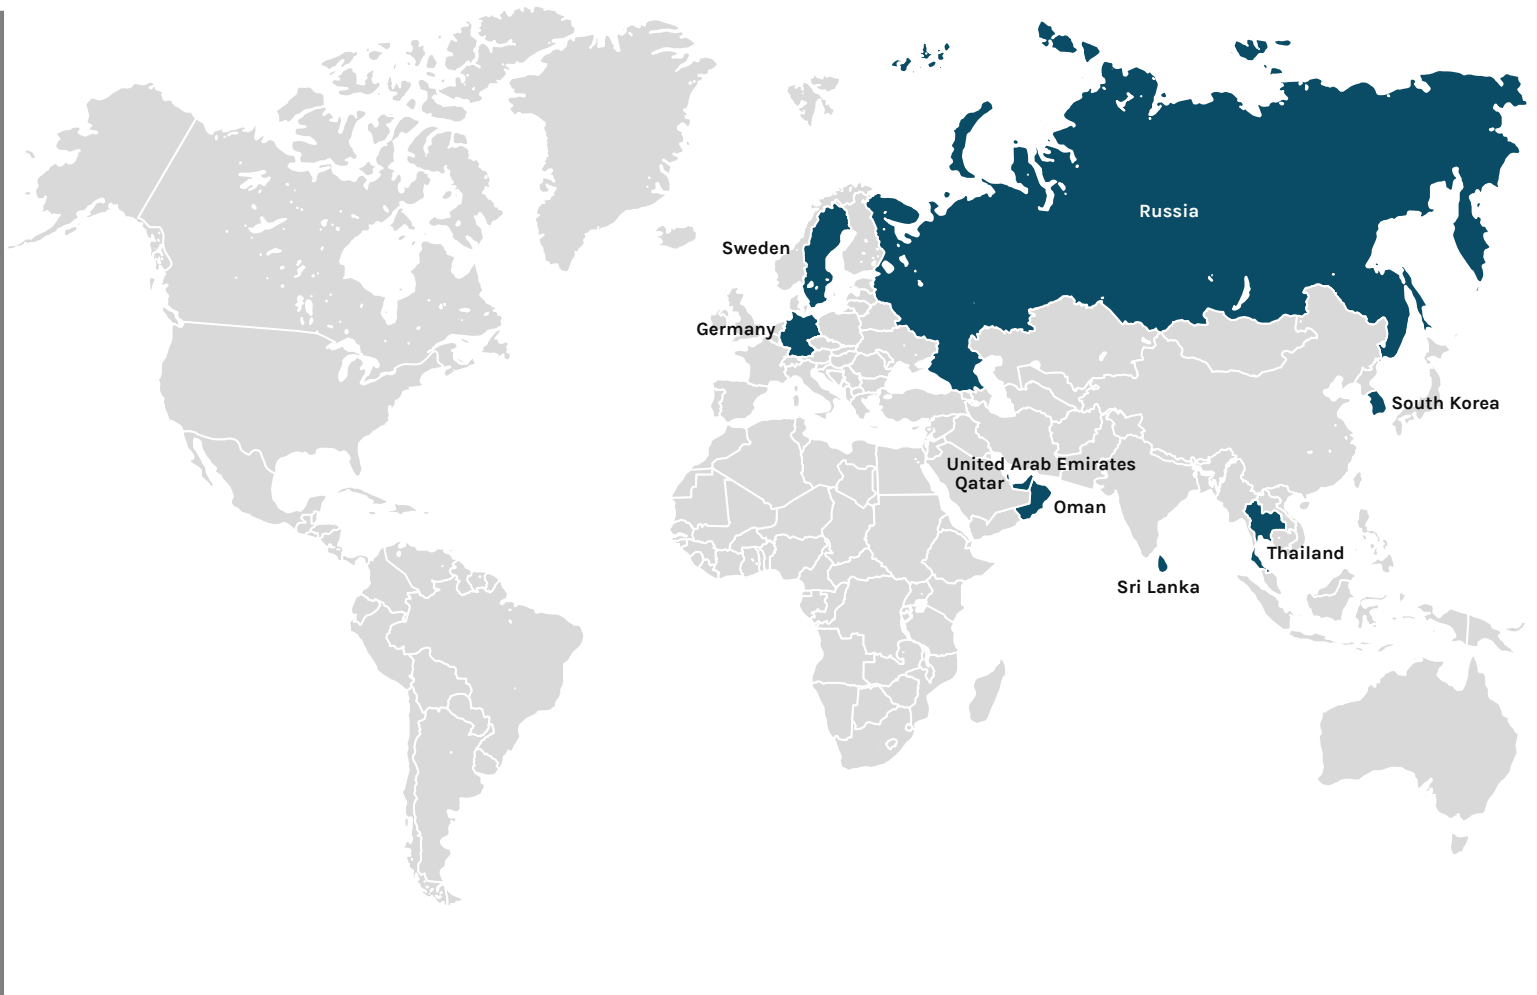 Russia
Sweden
Germany
South Korea
United Arab Emirates
Qatar
Oman
Thailand
Sri Lanka